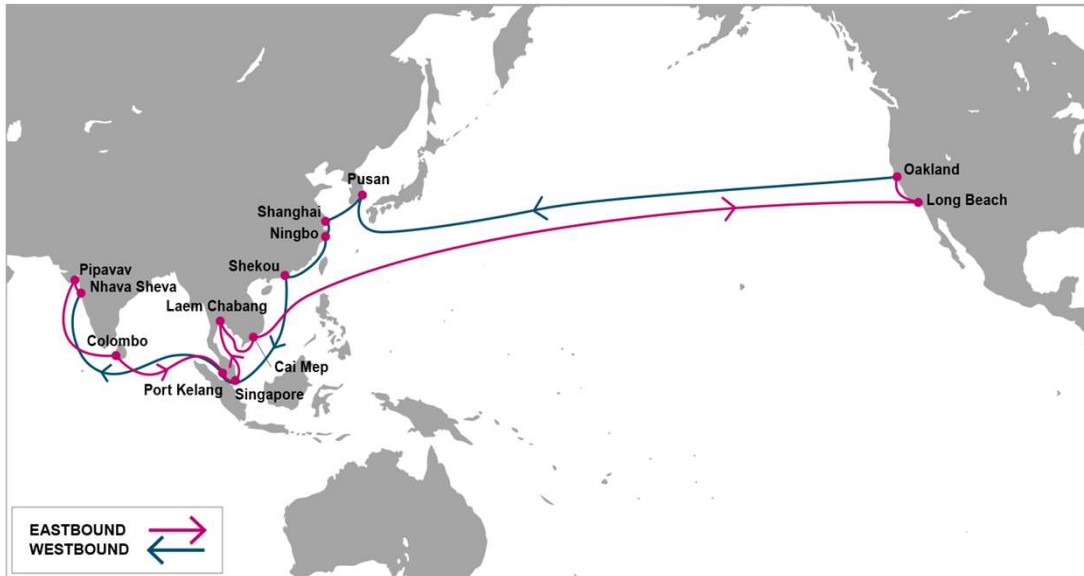 Oakland
Pusan
Long Beach
Shanghai
Ningbo
Shekou
Pipavav
Nhava Sheva
Laem Chabang
Colombo
Cai Mep
Port Kelang
Singapore
EASTBOUND
WESTBOUND